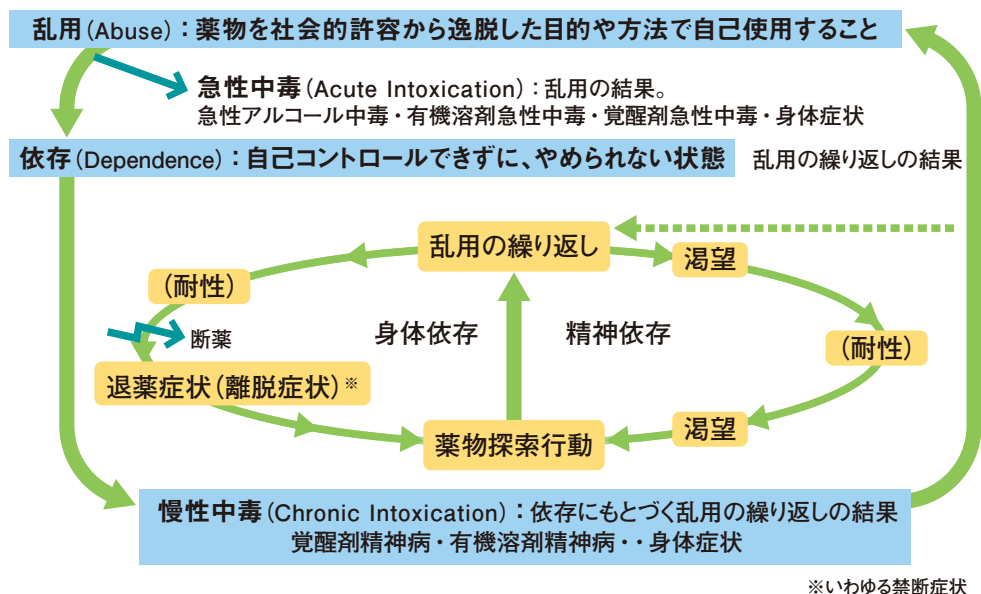 乱用(Abuse):薬物を社会的許容から逸脱した目的や方法で自己使用すること
急性中毒(Acute Intoxication):乱用の結果。
急性アルコール中毒・有機溶剤急性中毒・覚醒剤急性中毒・身体症状
依存(Dependence):自己コントロールできずに、やめられない状態
乱用の繰り返しの結果
乱用の繰り返し
渇望
(耐性)
断薬
身体依存
精神依存
(耐性)
退薬症状(離脱症状)※
渇望
薬物探索行動
慢性中毒(Chronic Intoxication):依存にもとづく乱用の繰り返しの結果
覚醒剤精神病・有機溶剤精神病・・身体症状
※いわゆる禁断症状